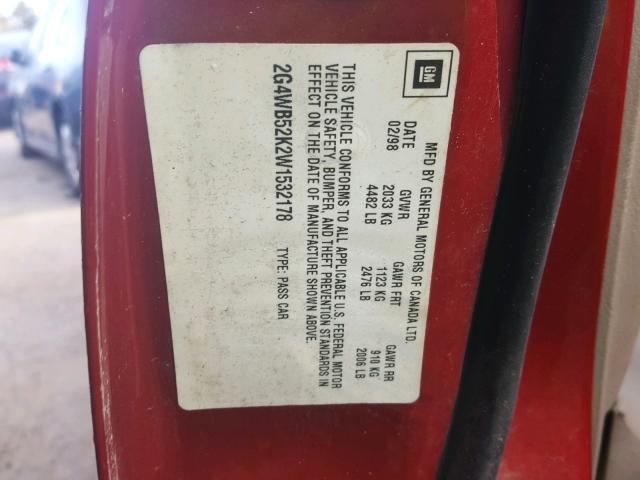 GM
MFD BY GENERAL MOTORS OF CANADA LTD.
DATE GVWR GAWR FRT GAWR RR
02/98 2033 KG 1123 KG 910 KG
4482 LB 2476 LB 2006 LB
THIS VEHICLE CONFORMS TO ALL APPLICABLE U.S. FEDERAL MOTOR
VEHICLE SAFETY, BUMPER, AND THEFT PREVENTION STANDARDS IN
EFFECT ON THE DATE OF MANUFACTURE SHOWN ABOVE.
2G4WB52K2W1532178 TYPE: PASS CAR